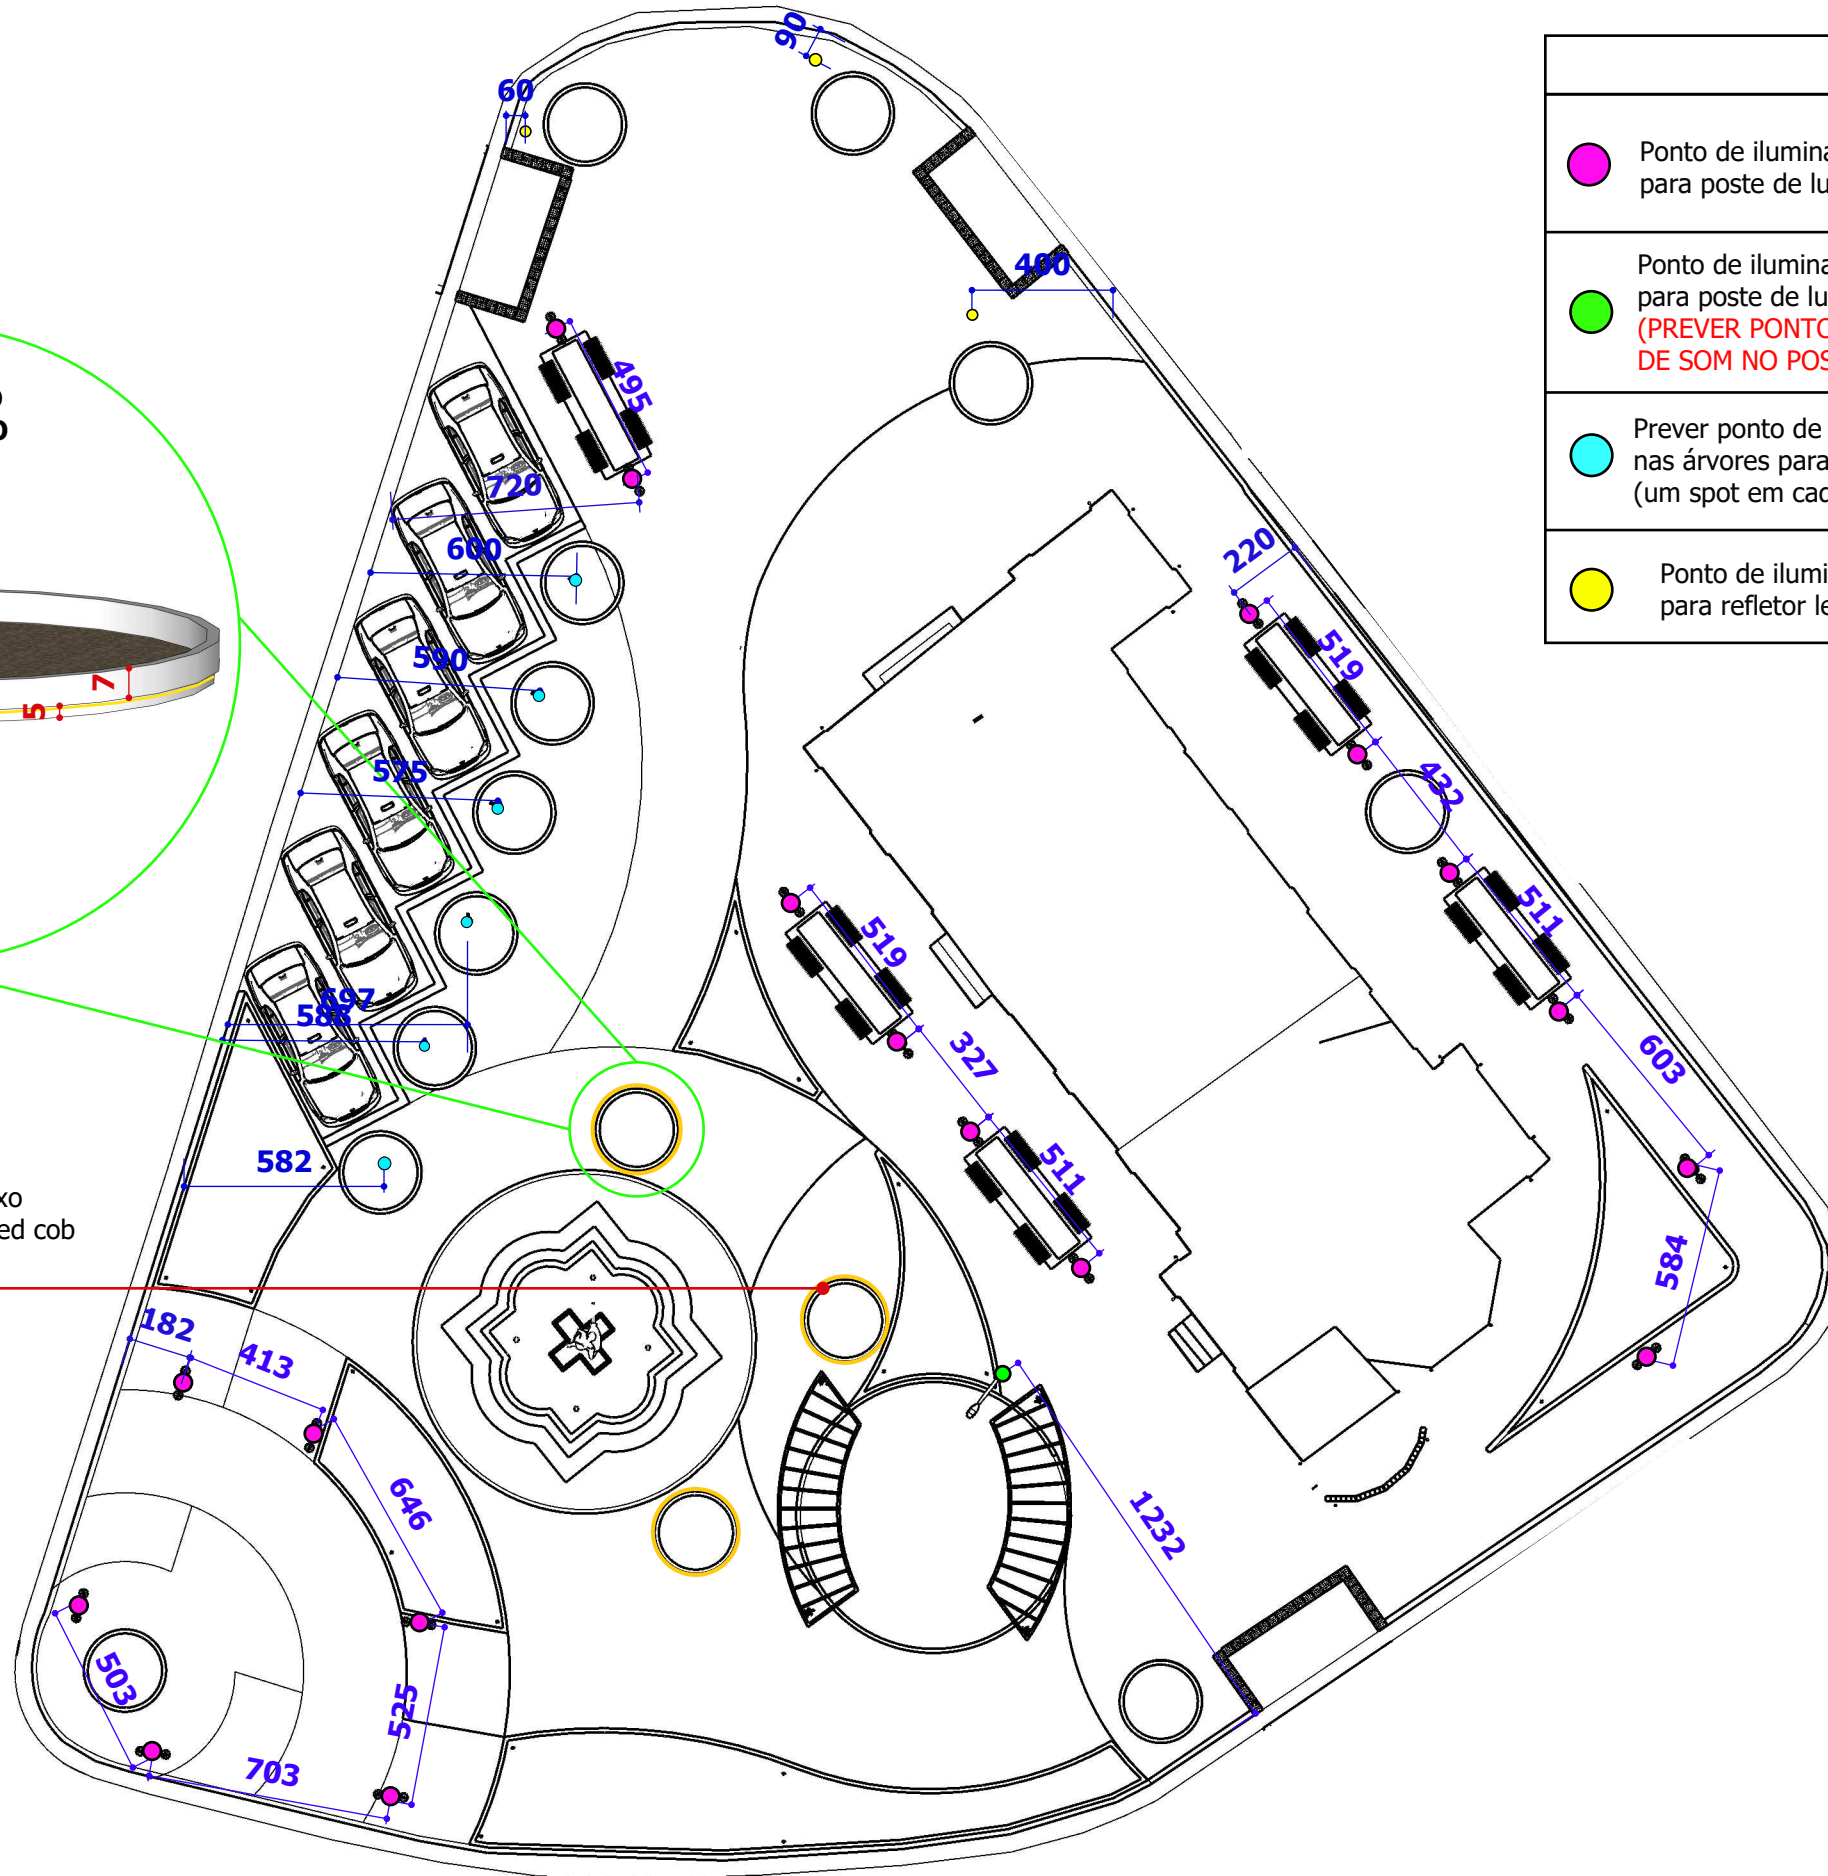 90
60
400
495
720
600
590
575
697
588
582
220
519
432
511
603
584
519
327
511
182
413
646
503
525
703
1232
7
5
o
xo
ed cob
Ponto de ilumina
para poste de lu
Ponto de ilumina
para poste de lu
(PREVER PONTO
DE SOM NO POS
Prever ponto de
nas árvores para
(um spot em cad
Ponto de ilumi
para refletor le